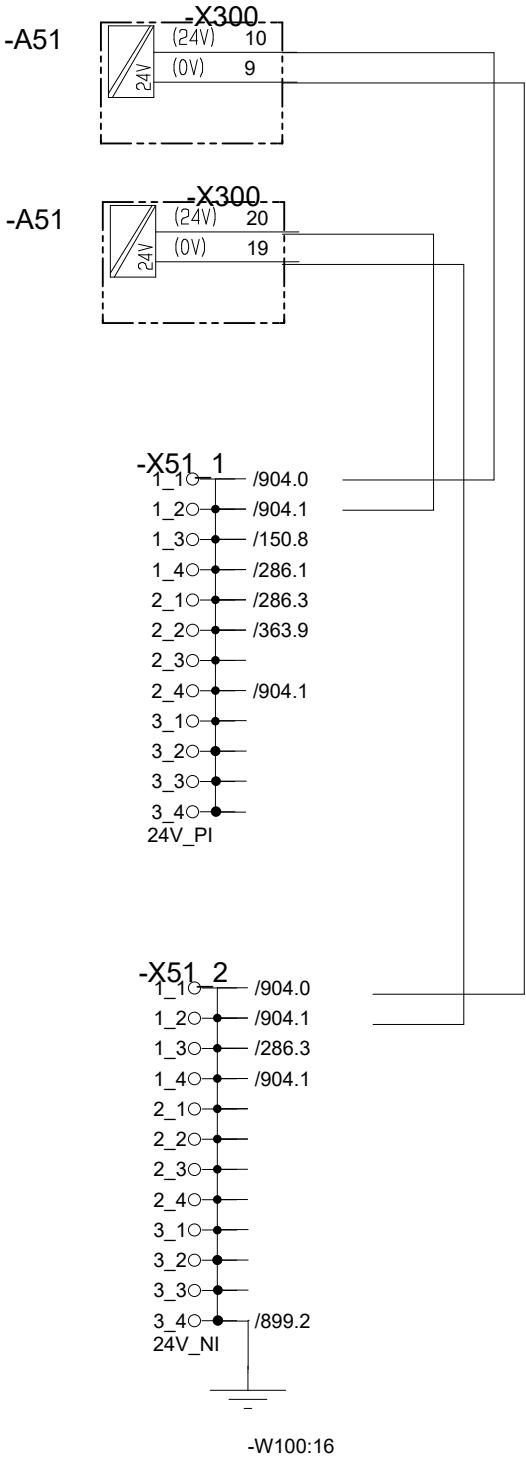 -X300
-A51
(24V) 10
(0V) 9
24V
-X300
-A51
(24V) 20
(0V) 19
24V
-X51_1
1_1 /904.0
1_2 /904.1
1_3 /150.8
1_4 /286.1
2_1 /286.3
2_2 /363.9
2_3
2_4 /904.1
3_1
3_2
3_3
3_4
24V_PI
-X51_2
1_1 /904.0
1_2 /904.1
1_3 /286.3
1_4 /904.1
2_1
2_2
2_3
2_4
3_1
3_2
3_3
3_4 /899.2
24V_NI
-W100:16